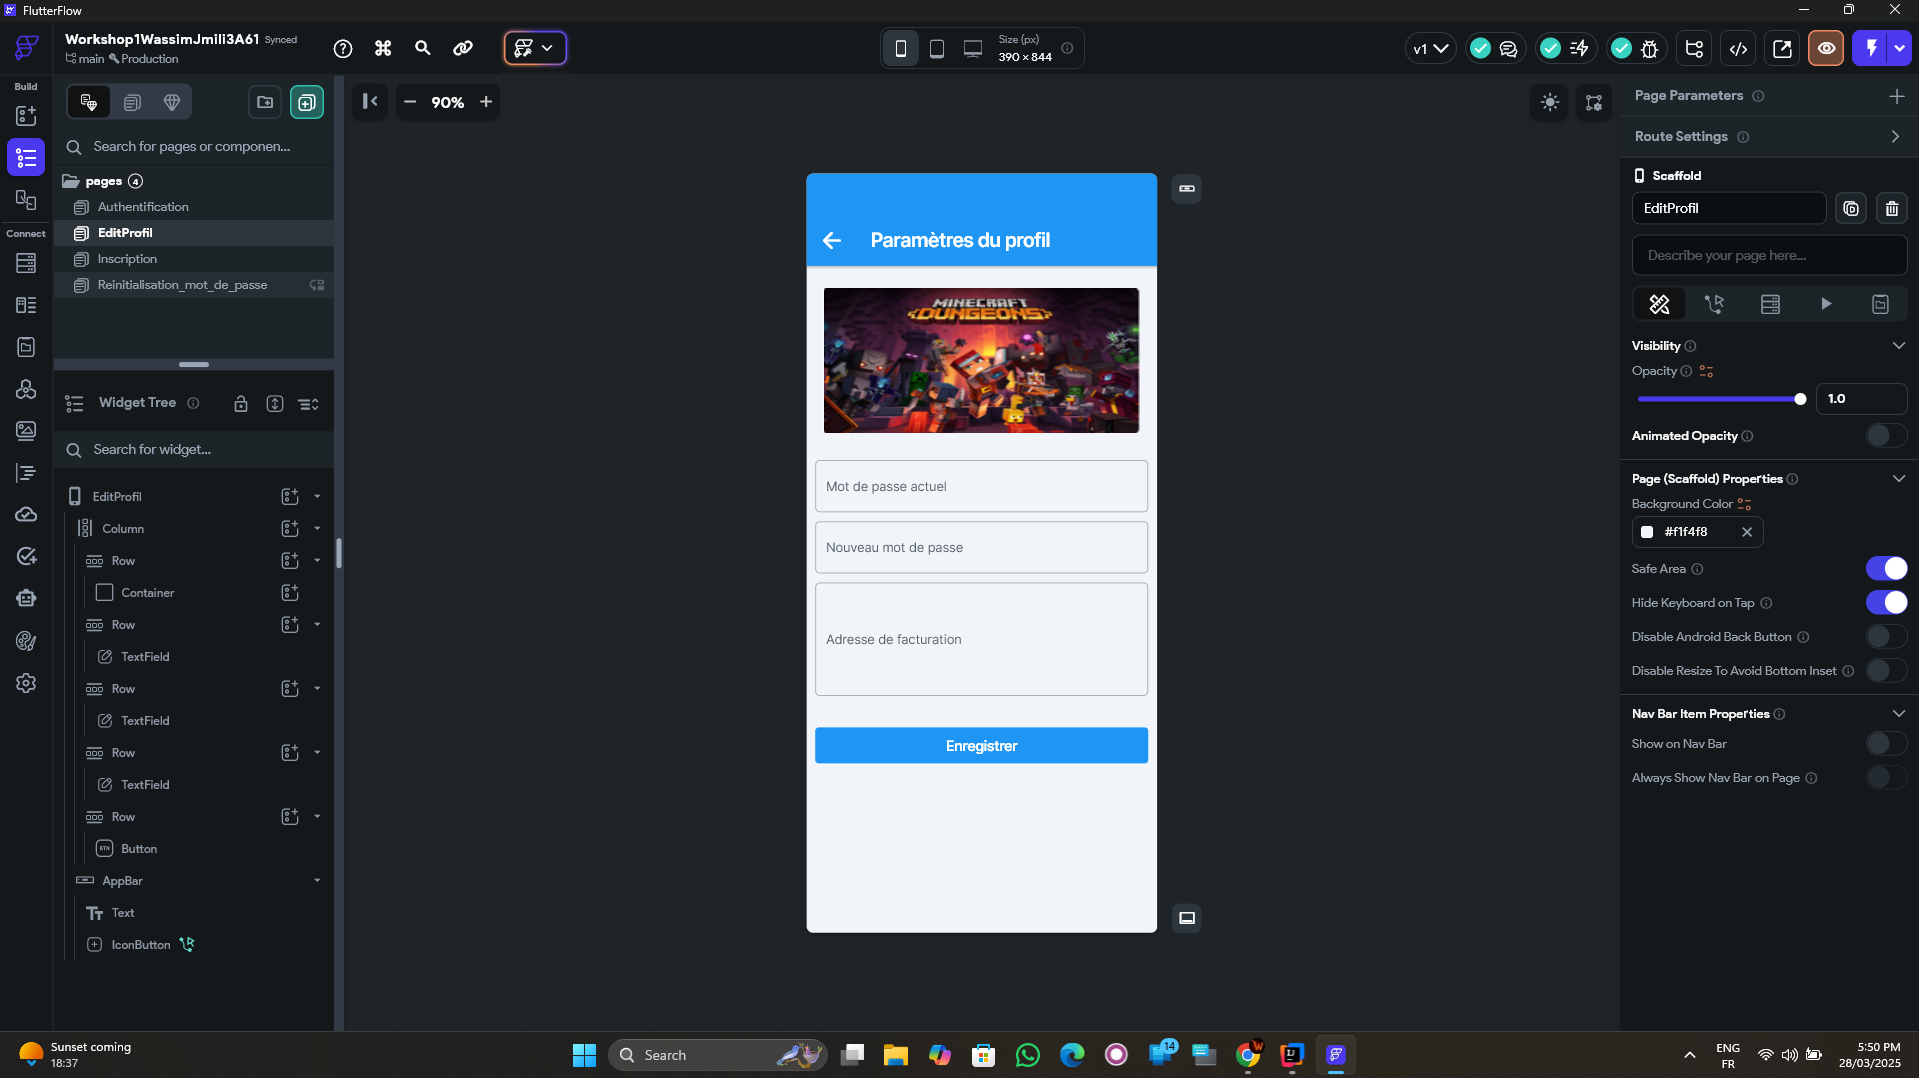 FlutterFlow
Workshop1WassimJmili3A61 Synced
main Production
Size (px)
390 × 844
v1
Build
90%
Page Parameters
Search for pages or componen...
Route Settings
pages 4
Scaffold
Authentification
EditProfil
EditProfil
Connect
Paramètres du profil
Inscription
Describe your page here...
Reinitialisation_mot_de_passe
MINECRAFT
DUNGEONS
Visibility
Opacity
1.0
Widget Tree
Animated Opacity
Search for widget...
Page (Scaffold) Properties
Mot de passe actuel
EditProfil
Background Color
Column
#f1f4f8
Nouveau mot de passe
Row
Safe Area
Container
Hide Keyboard on Tap
Row
Adresse de facturation
Disable Android Back Button
TextField
Disable Resize To Avoid Bottom Inset
Row
Nav Bar Item Properties
TextField
Show on Nav Bar
Row
Enregistrer
Always Show Nav Bar on Page
TextField
Row
BTN
Button
AppBar
Text
IconButton
Sunset coming
18:37
Search
14
ENG
FR
5:50 PM
28/03/2025